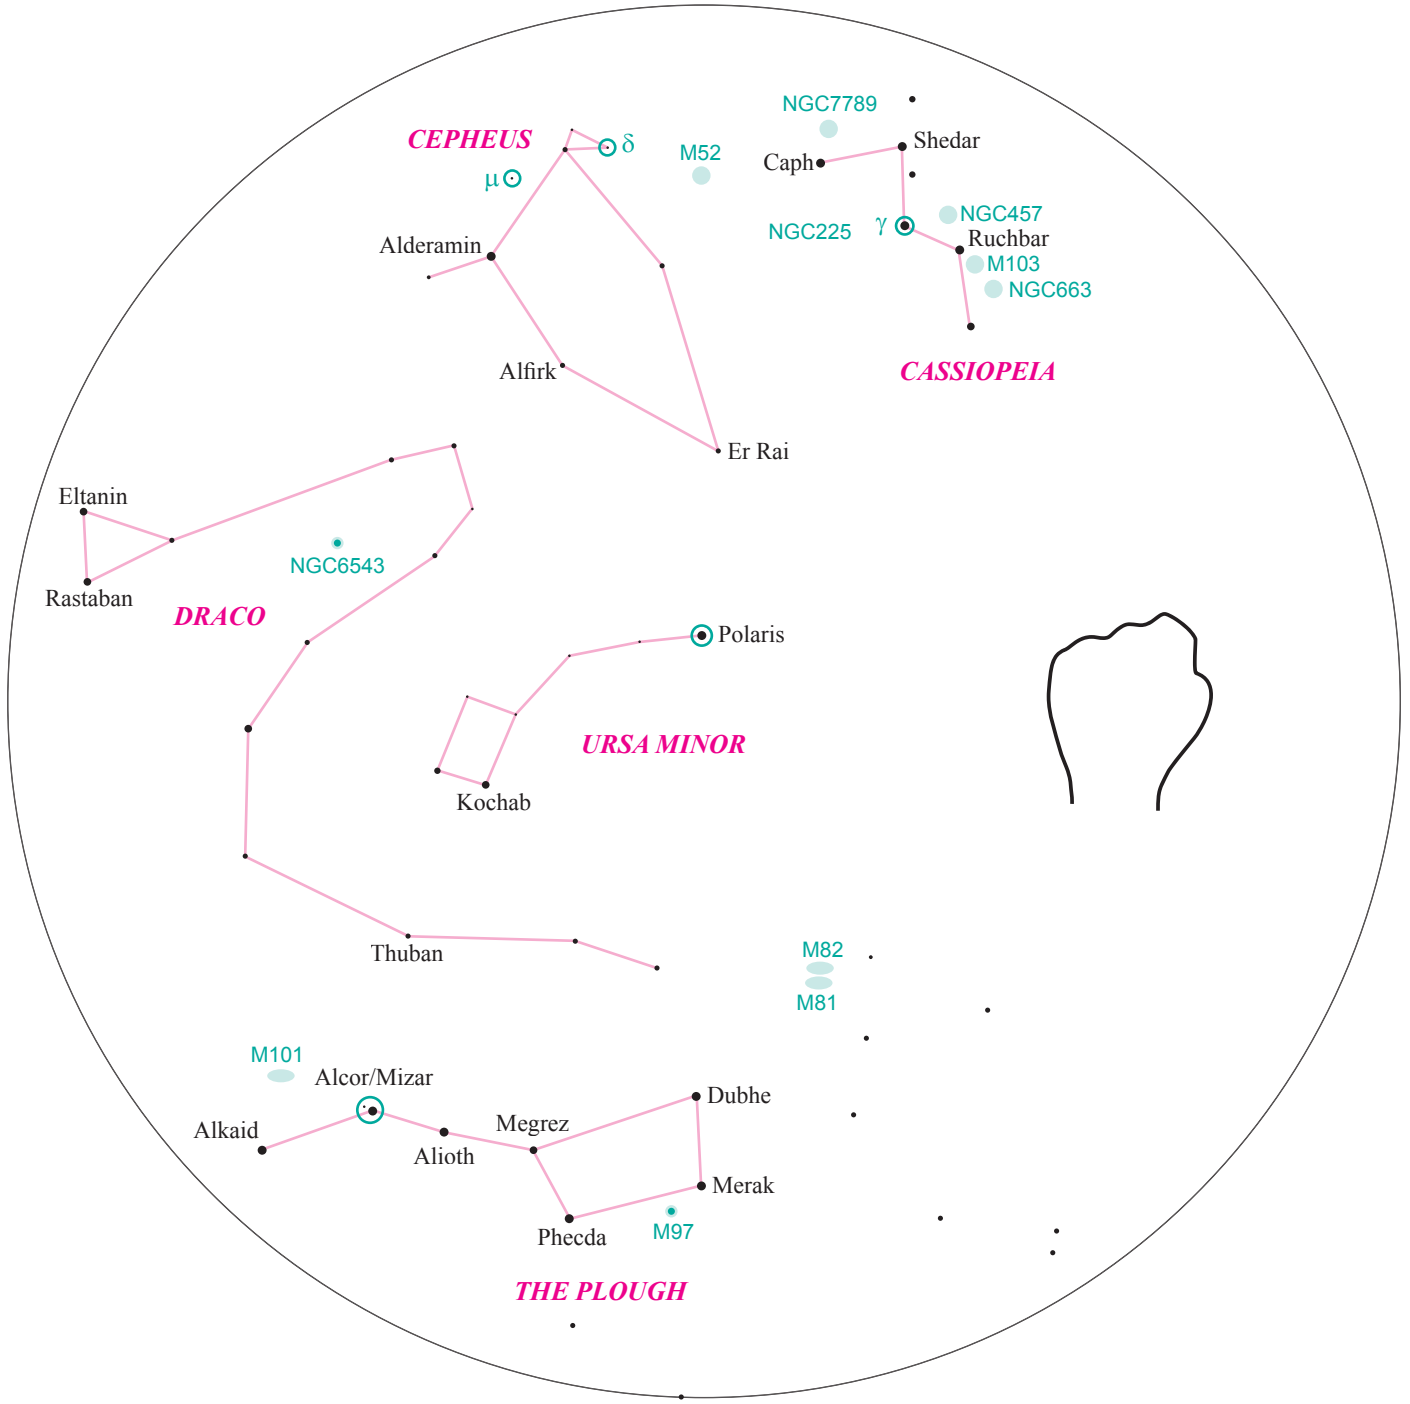 NGC7789
CEPHEUS
δ
Shedar
M52
Caph
μ
NGC457
NGC225
γ
Ruchbar
Alderamin
M103
NGC663
Alfirk
CASSIOPEIA
Er Rai
Eltanin
NGC6543
Rastaban
DRACO
Polaris
URSA MINOR
Kochab
Thuban
M82
M81
M101
Alcor/Mizar
Dubhe
Megrez
Alkaid
Alioth
Merak
M97
Phecda
THE PLOUGH